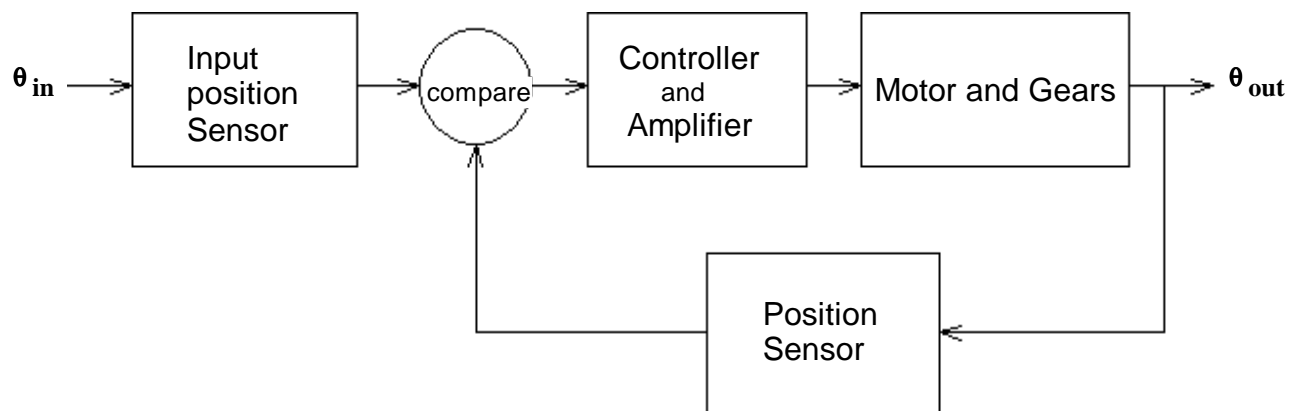 θ in
Input
position
Sensor
compare
Controller
and
Amplifier
Motor and Gears
θ out
Position
Sensor